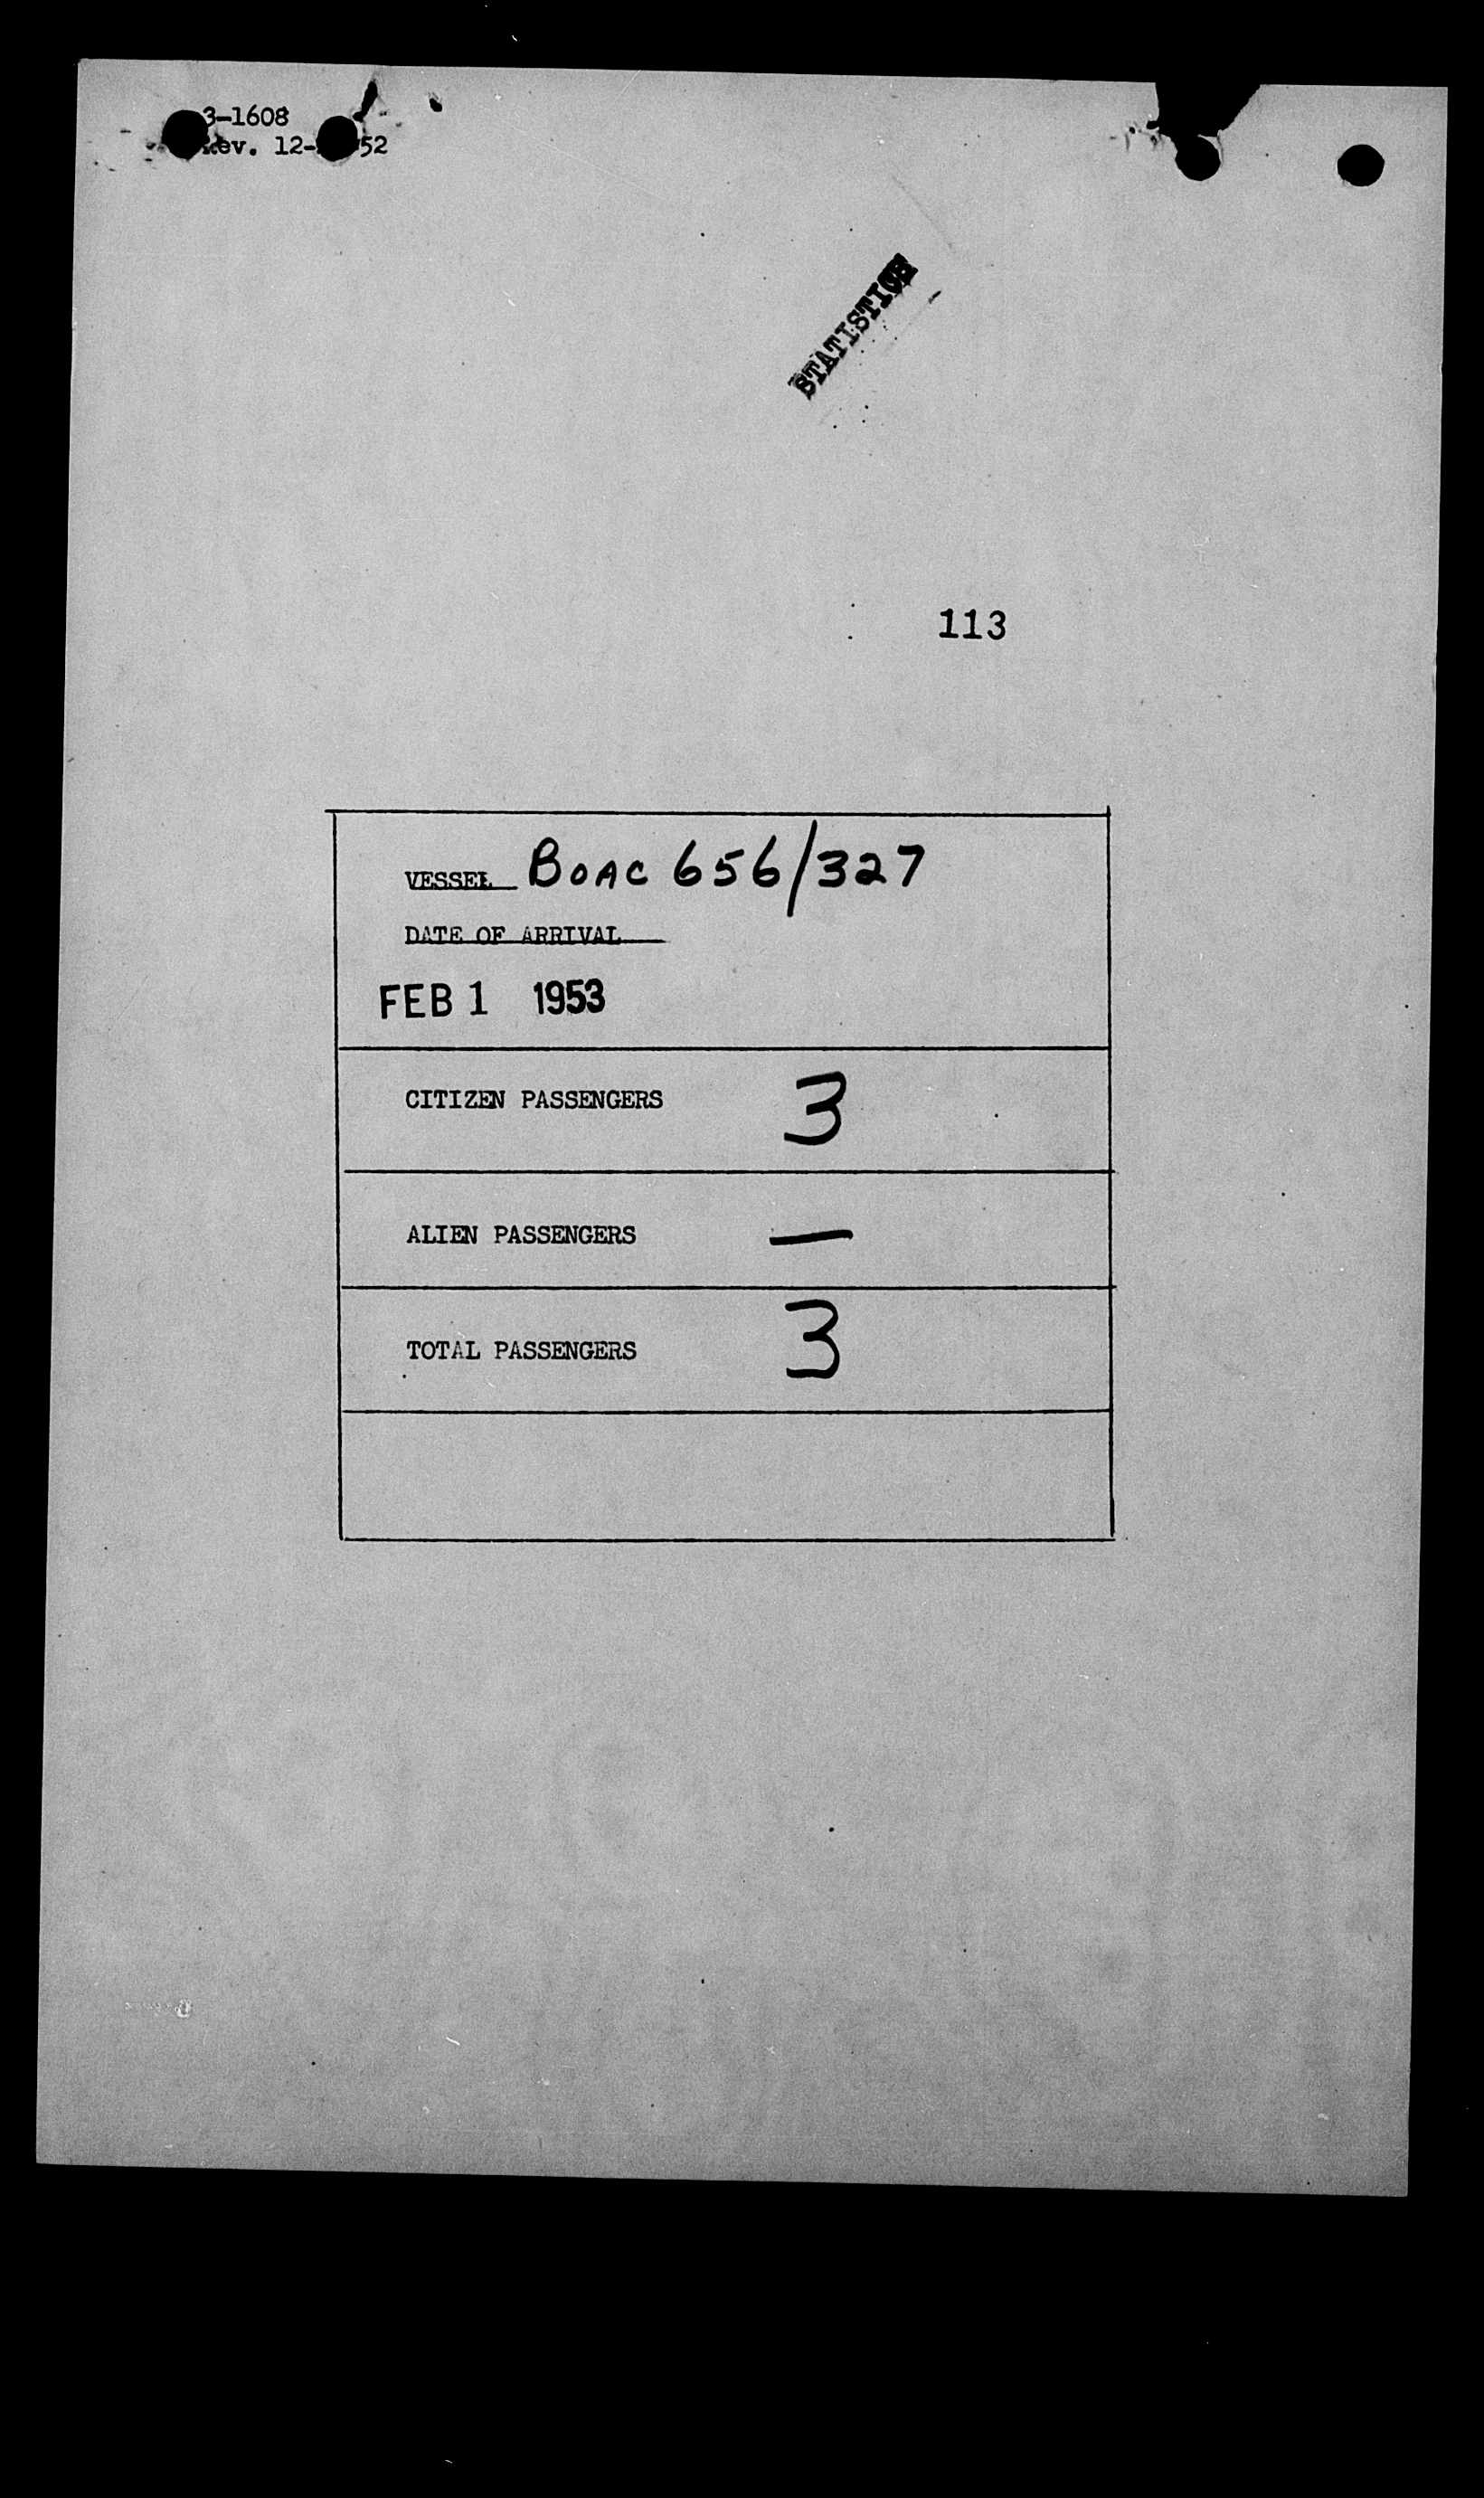 3-1608
Rev. 12- 52
STATISTICS
113
VESSEL BOAC 656/327
DATE OF ARRIVAL
FEB 1 1953
CITIZEN PASSENGERS 3
ALIEN PASSENGERS —
TOTAL PASSENGERS 3